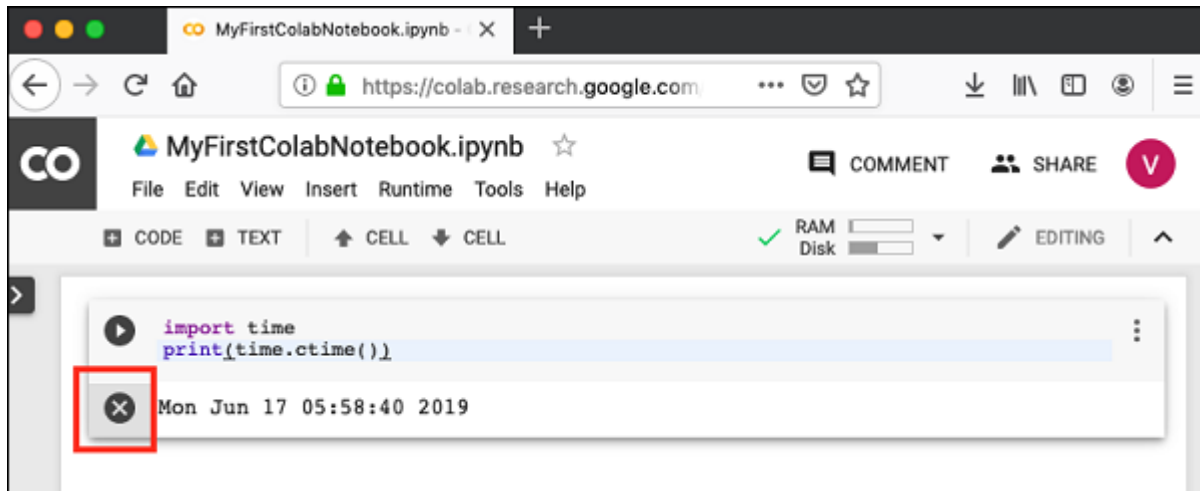 CO MyFirstColabNotebook.ipynb -
https://colab.research.google.com/
CO
MyFirstColabNotebook.ipynb
COMMENT SHARE V
File Edit View Insert Runtime Tools Help
CODE TEXT CELL CELL
RAM
Disk
EDITING
import time
print(time.ctime())
Mon Jun 17 05:58:40 2019